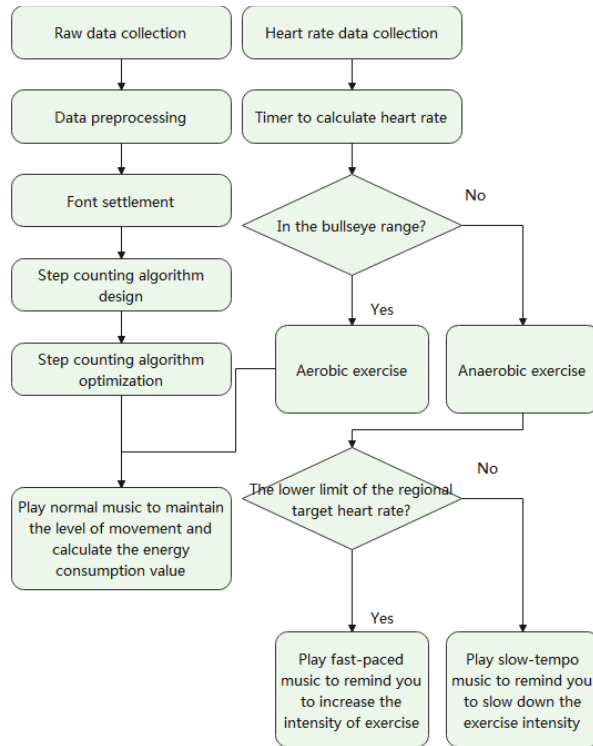 Raw data collection
Heart rate data collection
Data preprocessing
Timer to calculate heart rate
Font settlement
In the bullseye range?
No
Step counting algorithm
design
Yes
Step counting algorithm
optimization
Aerobic exercise
Anaerobic exercise
Play normal music to maintain
the level of movement and
calculate the energy
consumption value
The lower limit of the regional
target heart rate?
No
Yes
Play fast-paced
music to remind you
to increase the
intensity of exercise
Play slow-tempo
music to remind you
to slow down the
exercise intensity